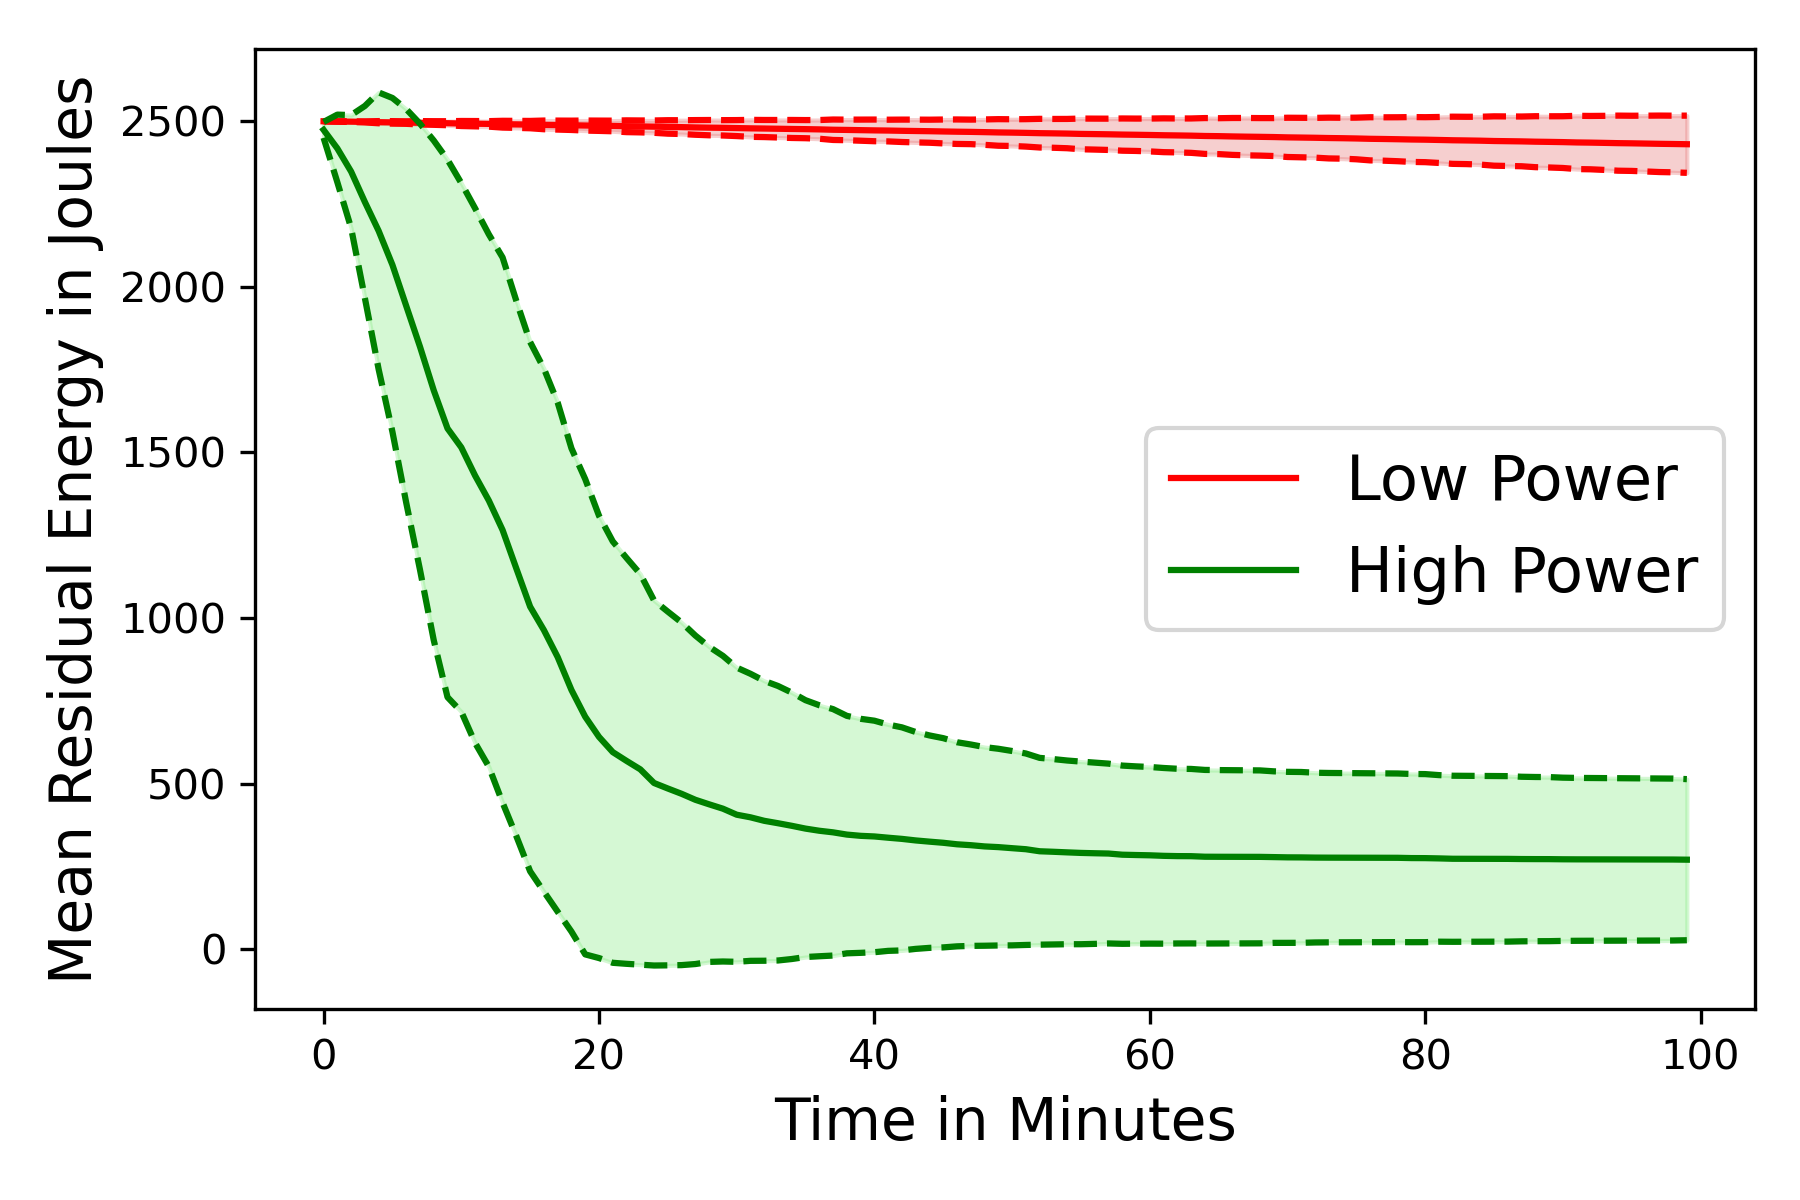 Mean Residual Energy in Joules
2500
2000
1500
1000
500
0
Low Power
High Power
0 20 40 60 80 100
Time in Minutes